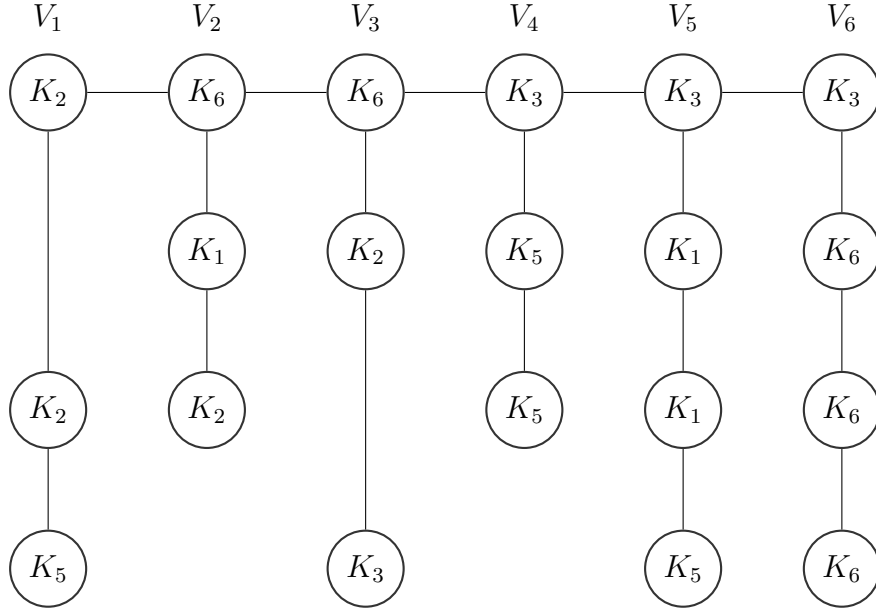 V₁ V₂ V₃ V₄ V₅ V₆
K₂ K₆ K₆ K₃ K₃ K₃
K₁ K₂ K₅ K₁ K₆
K₂ K₂ K₅ K₁ K₆
K₅ K₃ K₅ K₆